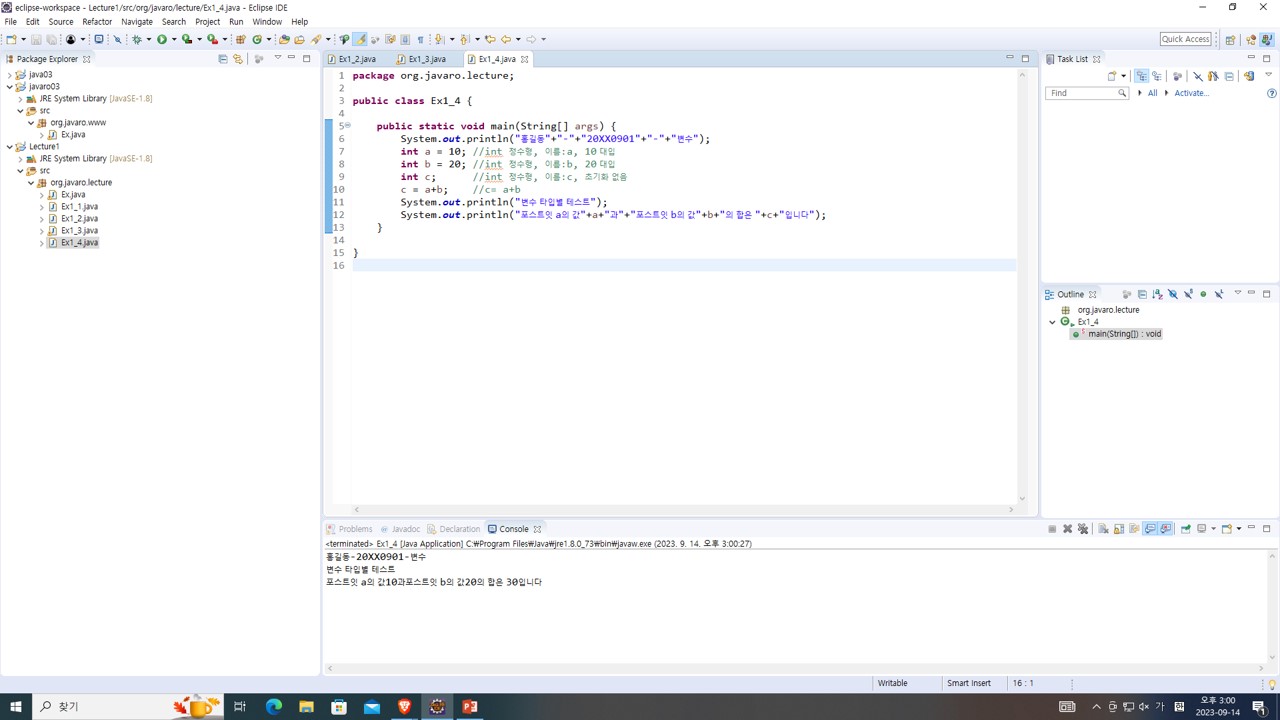 eclipse-workspace - Lecture1/src/org/javaro/lecture/Ex1_4.java - Eclipse IDE
File Edit Source Refactor Navigate Search Project Run Window Help
Quick Access
Package Explorer
java03
javaro03
JRE System Library [JavaSE-1.8]
src
org.javaro.www
Ex.java
Lecture1
JRE System Library [JavaSE-1.8]
src
org.javaro.lecture
Ex.java
Ex1_1.java
Ex1_2.java
Ex1_3.java
Ex1_4.java
Ex1_2.java Ex1_3.java Ex1_4.java
1 package org.javaro.lecture;
2
3 public class Ex1_4 {
4
5 public static void main(String[] args) {
6 System.out.println("홍길동"+"-"+"20XX0901"+"-"+"변수");
7 int a = 10; //int 정수형, 이름:a, 10 대입
8 int b = 20; //int 정수형, 이름:b, 20 대입
9 int c; //int 정수형, 이름:c, 초기화 없음
10 c = a+b; //c= a+b
11 System.out.println("변수 타입별 테스트");
12 System.out.println("포스트잇 a의 값"+a+"과"+"포스트잇 b의 값"+b+"의 합은 "+c+"입니다");
13 }
14
15 }
16
Task List
Find All Activate...
Outline
org.javaro.lecture
Ex1_4
main(String[]) : void
Problems Javadoc Declaration Console
<terminated> Ex1_4 [Java Application] C:₩Program Files₩Java₩jre1.8.0_73₩bin₩javaw.exe (2023. 9. 14. 오후 3:00:27)
홍길동-20XX0901-변수
변수 타입별 테스트
포스트잇 a의 값10과포스트잇 b의 값20의 합은 30입니다
Writable Smart Insert 16 : 1
찾기
가
오후 3:00
2023-09-14